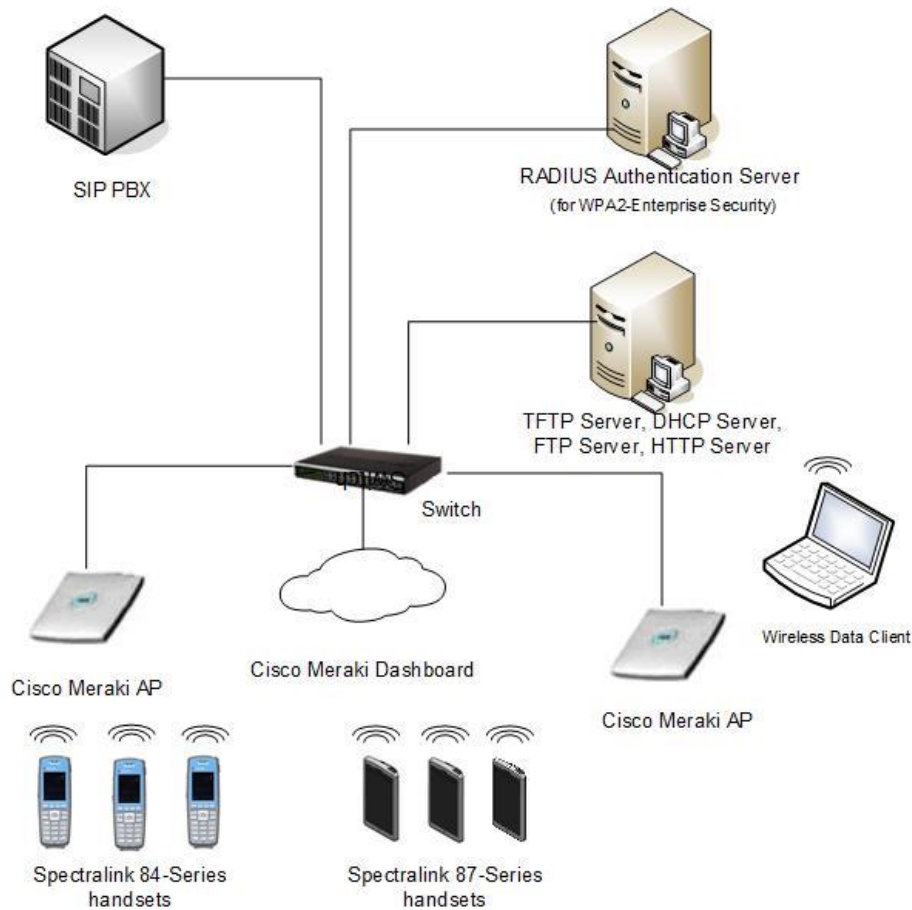 SIP PBX
RADIUS Authentication Server
(for WPA2-Enterprise Security)
TFTP Server, DHCP Server,
FTP Server, HTTP Server
Switch
Wireless Data Client
Cisco Meraki AP
Cisco Meraki Dashboard
Cisco Meraki AP
Spectralink 84-Series
handsets
Spectralink 87-Series
handsets